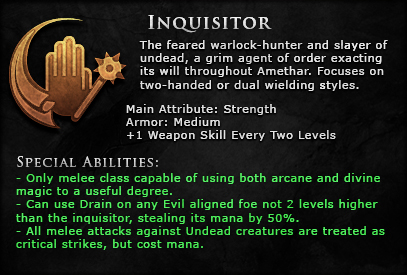 INQUISITOR
The feared warlock-hunter and slayer of
undead, a grim agent of order exacting
its will throughout Amethar. Focuses on
two-handed or dual wielding styles.
Main Attribute: Strength
Armor: Medium
+1 Weapon Skill Every Two Levels
SPECIAL ABILITIES:
- Only melee class capable of using both arcane and divine
magic to a useful degree.
- Can use Drain on any Evil aligned foe not 2 levels higher
than the inquisitor, stealing its mana by 50%.
- All melee attacks against Undead creatures are treated as
critical strikes, but cost mana.